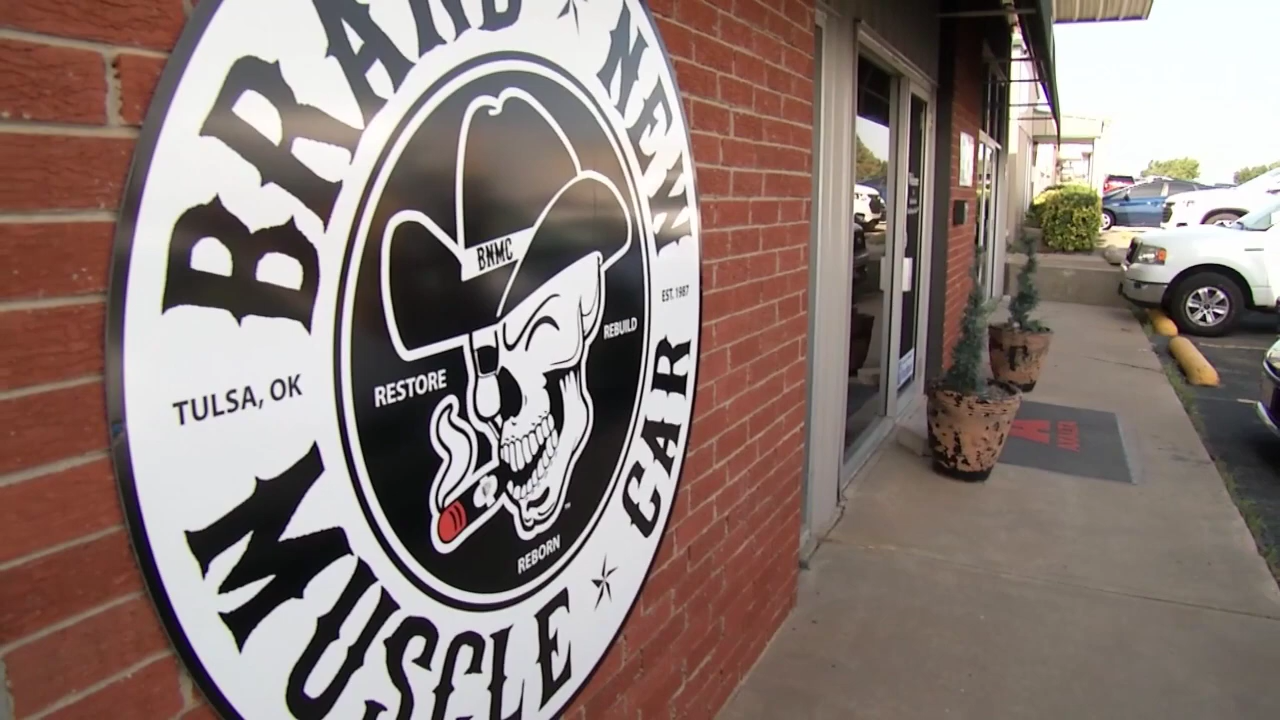 BRAND NEW
MUSCLE CAR
TULSA, OK
EST. 1987
BNMC
RESTORE
REBUILD
REBORN